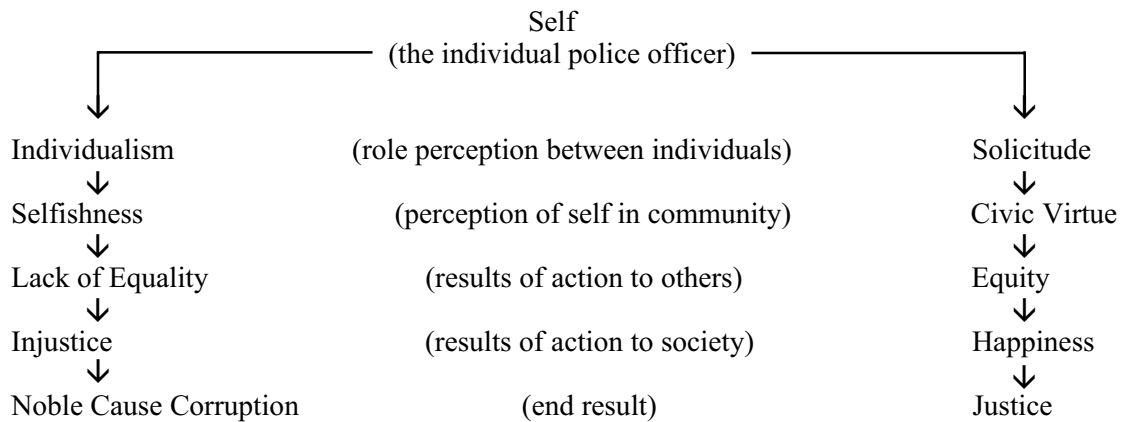 Self
(the individual police officer)
Individualism (role perception between individuals) Solicitude
Selfishness (perception of self in community) Civic Virtue
Lack of Equality (results of action to others) Equity
Injustice (results of action to society) Happiness
Noble Cause Corruption (end result) Justice